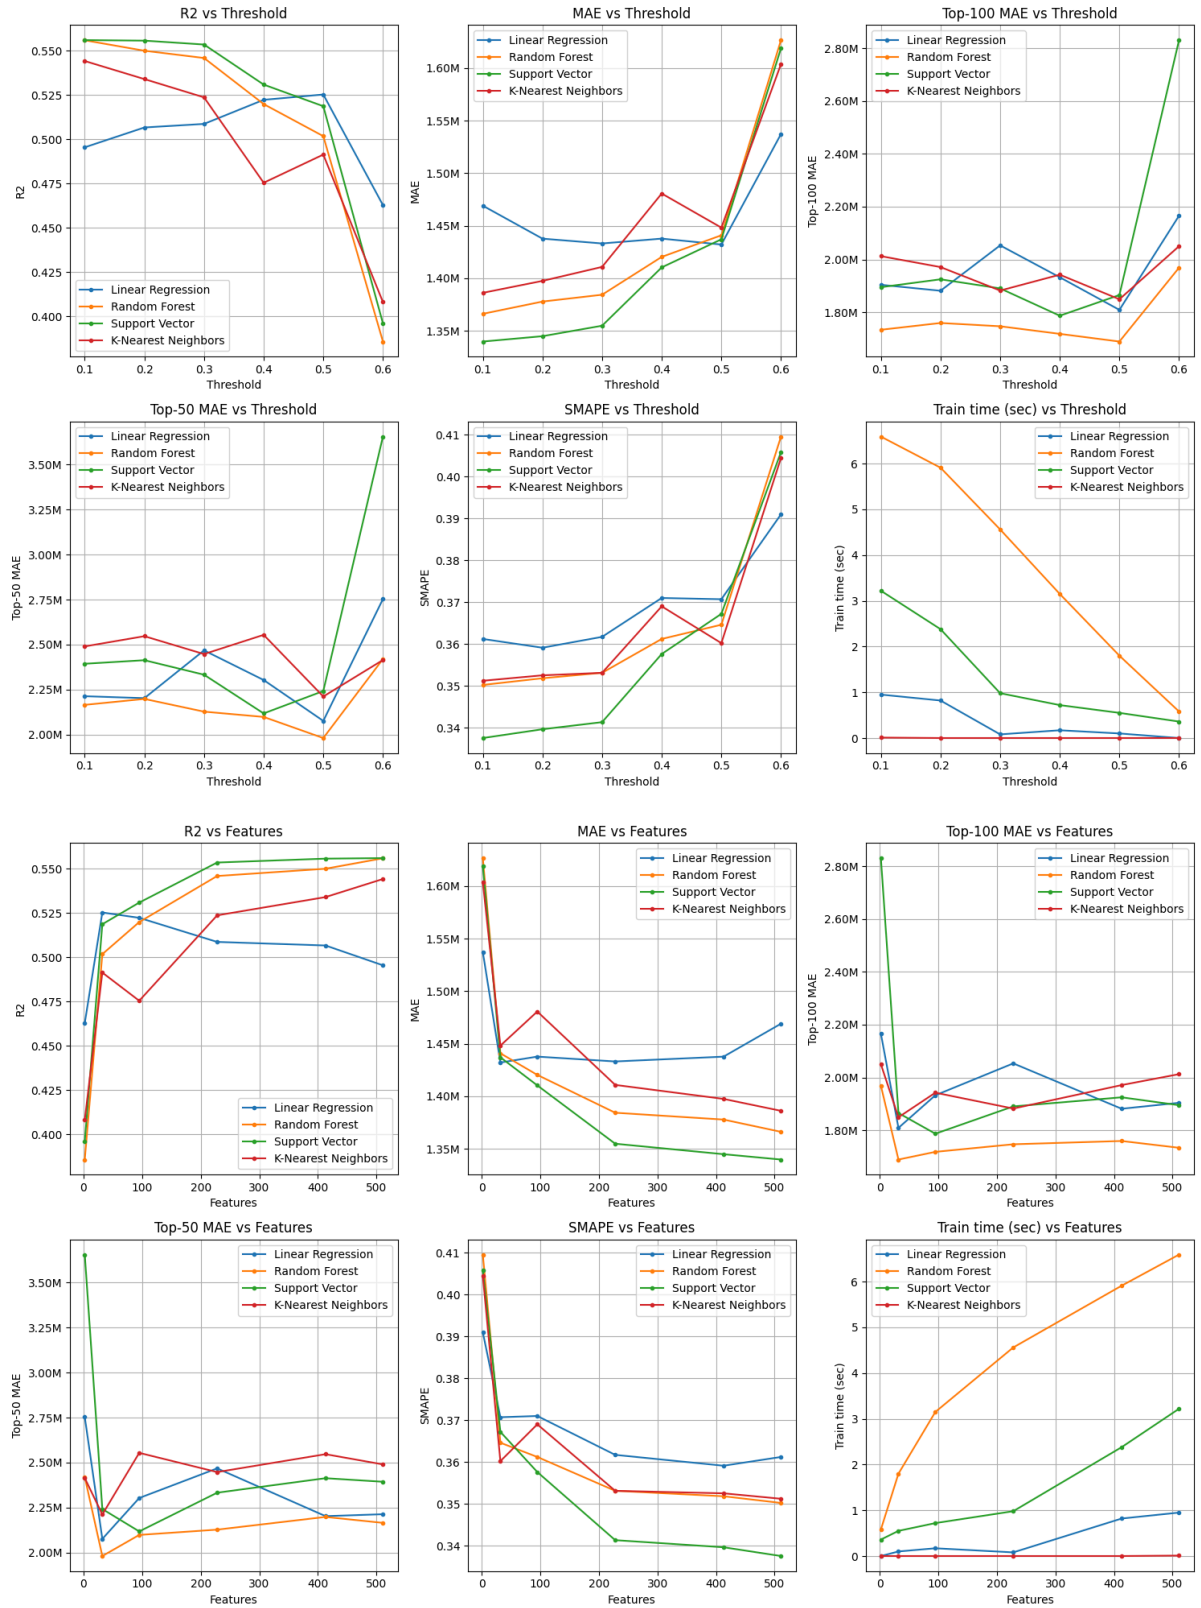 R2 vs Threshold
R2
0.550
0.525
0.500
0.475
0.450
0.425
0.400
Linear Regression
Random Forest
Support Vector
K-Nearest Neighbors
0.1 0.2 0.3 0.4 0.5 0.6
Threshold
MAE vs Threshold
MAE
1.60M
1.55M
1.50M
1.45M
1.40M
1.35M
Linear Regression
Random Forest
Support Vector
K-Nearest Neighbors
0.1 0.2 0.3 0.4 0.5 0.6
Threshold
Top-100 MAE vs Threshold
Top-100 MAE
2.80M
2.60M
2.40M
2.20M
2.00M
1.80M
Linear Regression
Random Forest
Support Vector
K-Nearest Neighbors
0.1 0.2 0.3 0.4 0.5 0.6
Threshold
Top-50 MAE vs Threshold
Top-50 MAE
3.50M
3.25M
3.00M
2.75M
2.50M
2.25M
2.00M
Linear Regression
Random Forest
Support Vector
K-Nearest Neighbors
0.1 0.2 0.3 0.4 0.5 0.6
Threshold
SMAPE vs Threshold
SMAPE
0.41
0.40
0.39
0.38
0.37
0.36
0.35
0.34
Linear Regression
Random Forest
Support Vector
K-Nearest Neighbors
0.1 0.2 0.3 0.4 0.5 0.6
Threshold
Train time (sec) vs Threshold
Train time (sec)
6
5
4
3
2
1
0
Linear Regression
Random Forest
Support Vector
K-Nearest Neighbors
0.1 0.2 0.3 0.4 0.5 0.6
Threshold
R2 vs Features
R2
0.550
0.525
0.500
0.475
0.450
0.425
0.400
Linear Regression
Random Forest
Support Vector
K-Nearest Neighbors
0 100 200 300 400 500
Features
MAE vs Features
MAE
1.60M
1.55M
1.50M
1.45M
1.40M
1.35M
Linear Regression
Random Forest
Support Vector
K-Nearest Neighbors
0 100 200 300 400 500
Features
Top-100 MAE vs Features
Top-100 MAE
2.80M
2.60M
2.40M
2.20M
2.00M
1.80M
Linear Regression
Random Forest
Support Vector
K-Nearest Neighbors
0 100 200 300 400 500
Features
Top-50 MAE vs Features
Top-50 MAE
3.50M
3.25M
3.00M
2.75M
2.50M
2.25M
2.00M
Linear Regression
Random Forest
Support Vector
K-Nearest Neighbors
0 100 200 300 400 500
Features
SMAPE vs Features
SMAPE
0.41
0.40
0.39
0.38
0.37
0.36
0.35
0.34
Linear Regression
Random Forest
Support Vector
K-Nearest Neighbors
0 100 200 300 400 500
Features
Train time (sec) vs Features
Train time (sec)
6
5
4
3
2
1
0
Linear Regression
Random Forest
Support Vector
K-Nearest Neighbors
0 100 200 300 400 500
Features